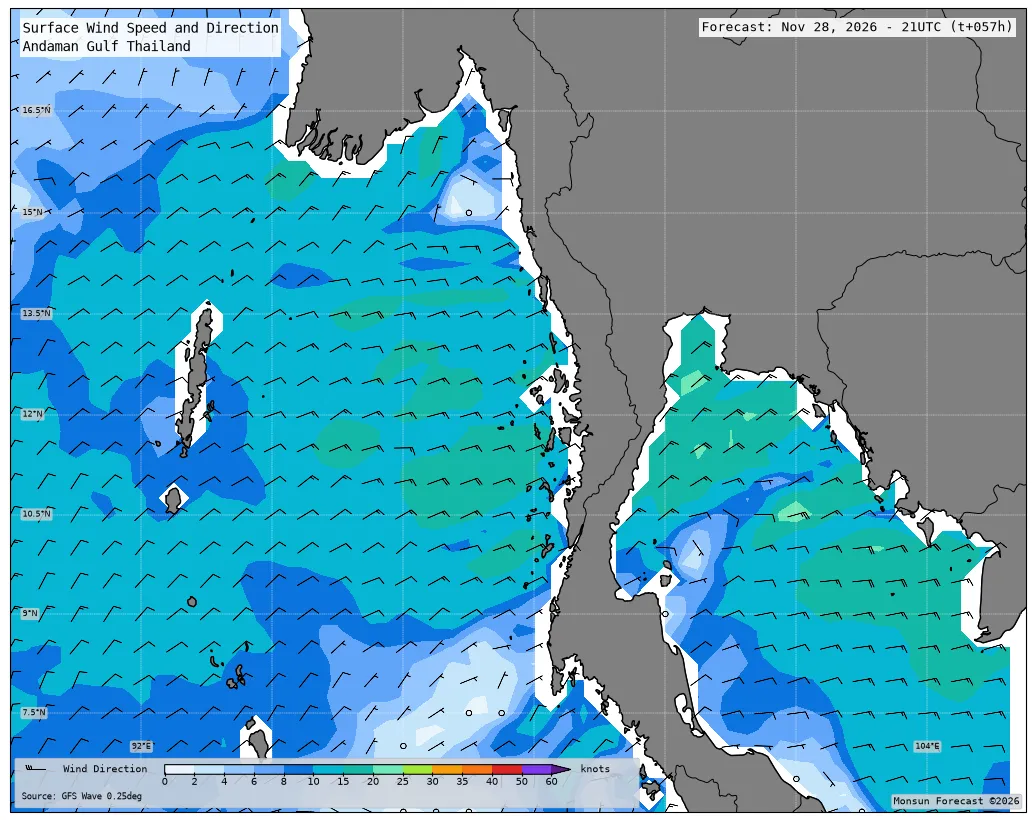 Surface Wind Speed and Direction
Andaman Gulf Thailand
Forecast: Nov 28, 2026 - 21UTC (t+057h)
16.5°N
15°N
13.5°N
12°N
10.5°N
9°N
7.5°N
92°E
104°E
Wind Direction
0 2 4 6 8 10 15 20 25 30 35 40 50 60
knots
Source: GFS Wave 0.25deg
Monsun Forecast ©2026